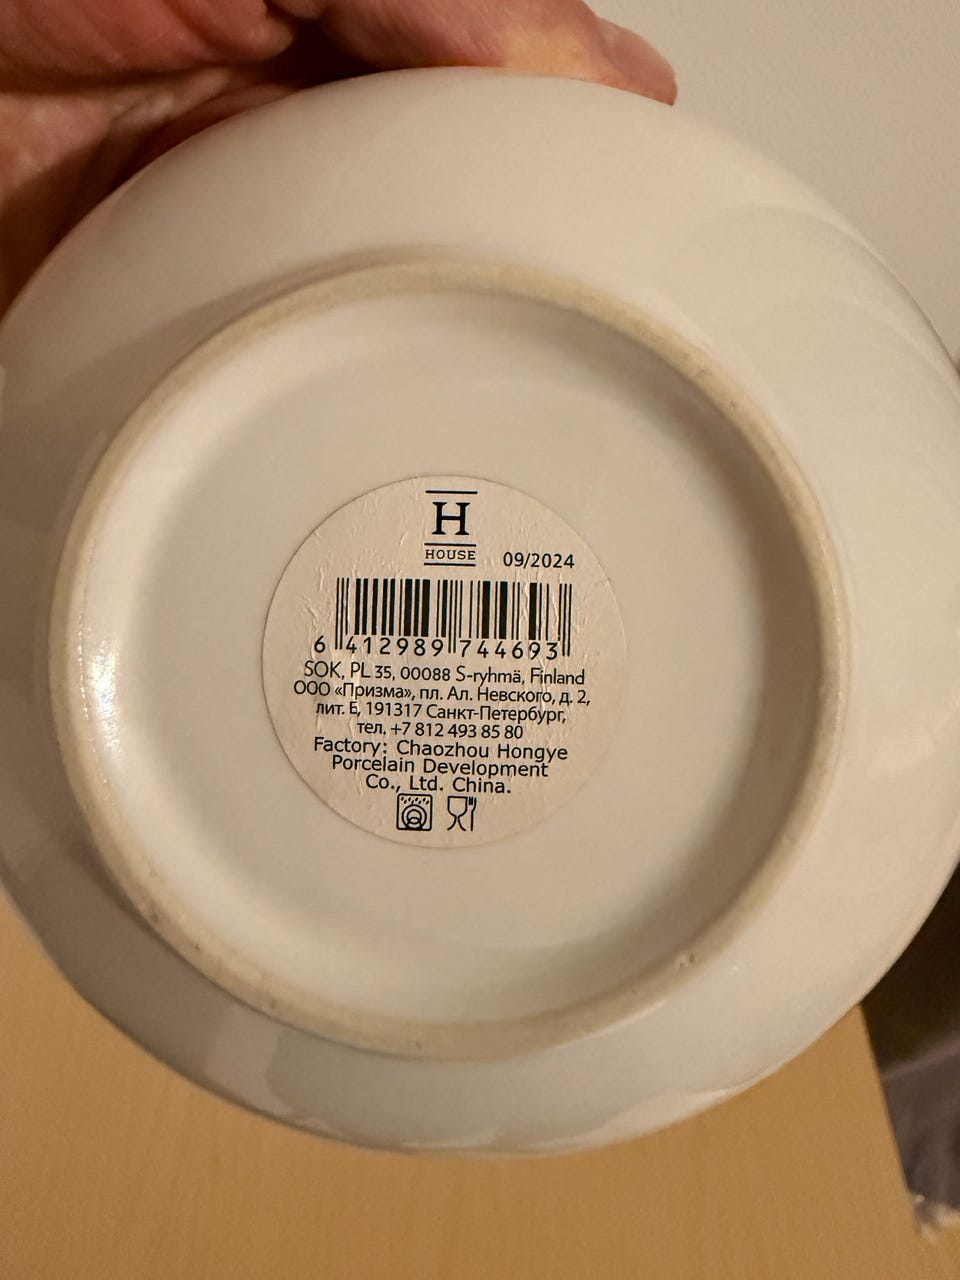 H
HOUSE
09/2024
6 412989 744693
SOK, PL 35, 00088 S-ryhmä, Finland
ООО «Призма», пл. Ал. Невского, д. 2,
лит. Е, 191317 Санкт-Петербург,
тел. +7 812 493 85 80
Factory: Chaozhou Hongye
Porcelain Development
Co., Ltd. China.